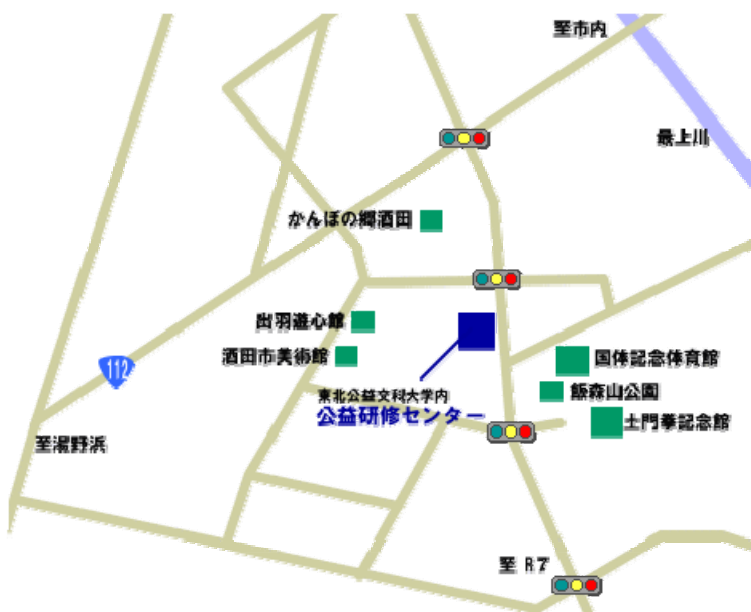 至市内
最上川
かんぽの郷酒田
出羽遊心館
酒田市美術館
国体記念体育館
飯森山公園
112
東北公益文科大学内
公益研修センター
土門拳記念館
至湯野浜
至 R7